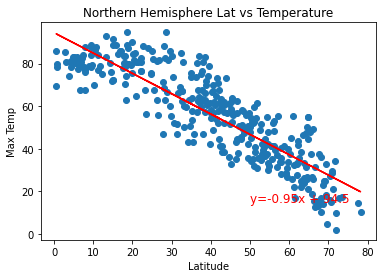 Northern Hemisphere Lat vs Temperature
Max Temp
80
60
40
20
0
y=-0.95x + 94.5
0 10 20 30 40 50 60 70 80
Latitude